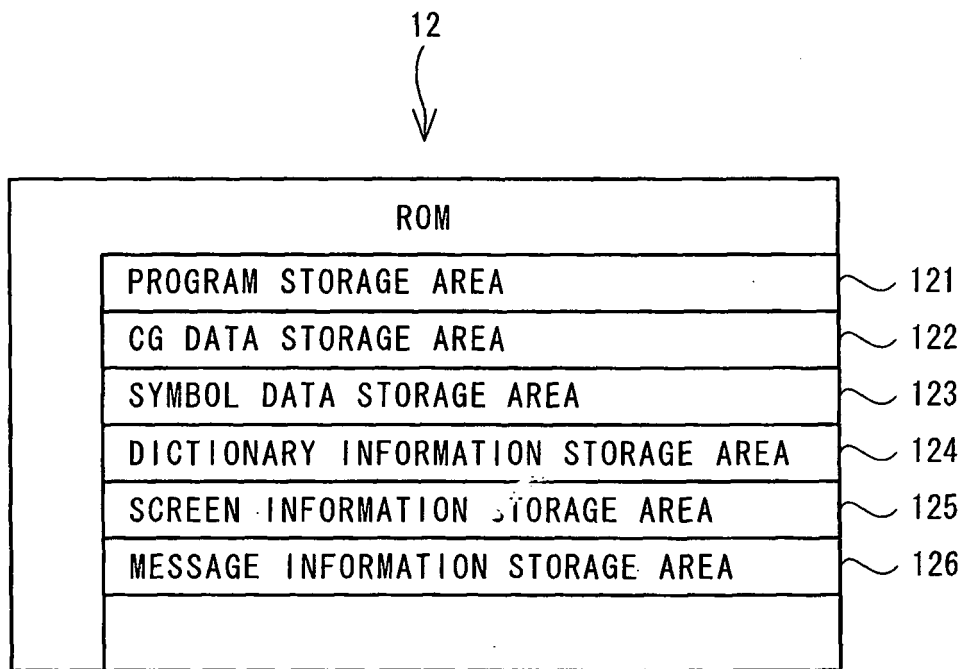 12
ROM
PROGRAM STORAGE AREA 121
CG DATA STORAGE AREA 122
SYMBOL DATA STORAGE AREA 123
DICTIONARY INFORMATION STORAGE AREA 124
SCREEN INFORMATION STORAGE AREA 125
MESSAGE INFORMATION STORAGE AREA 126